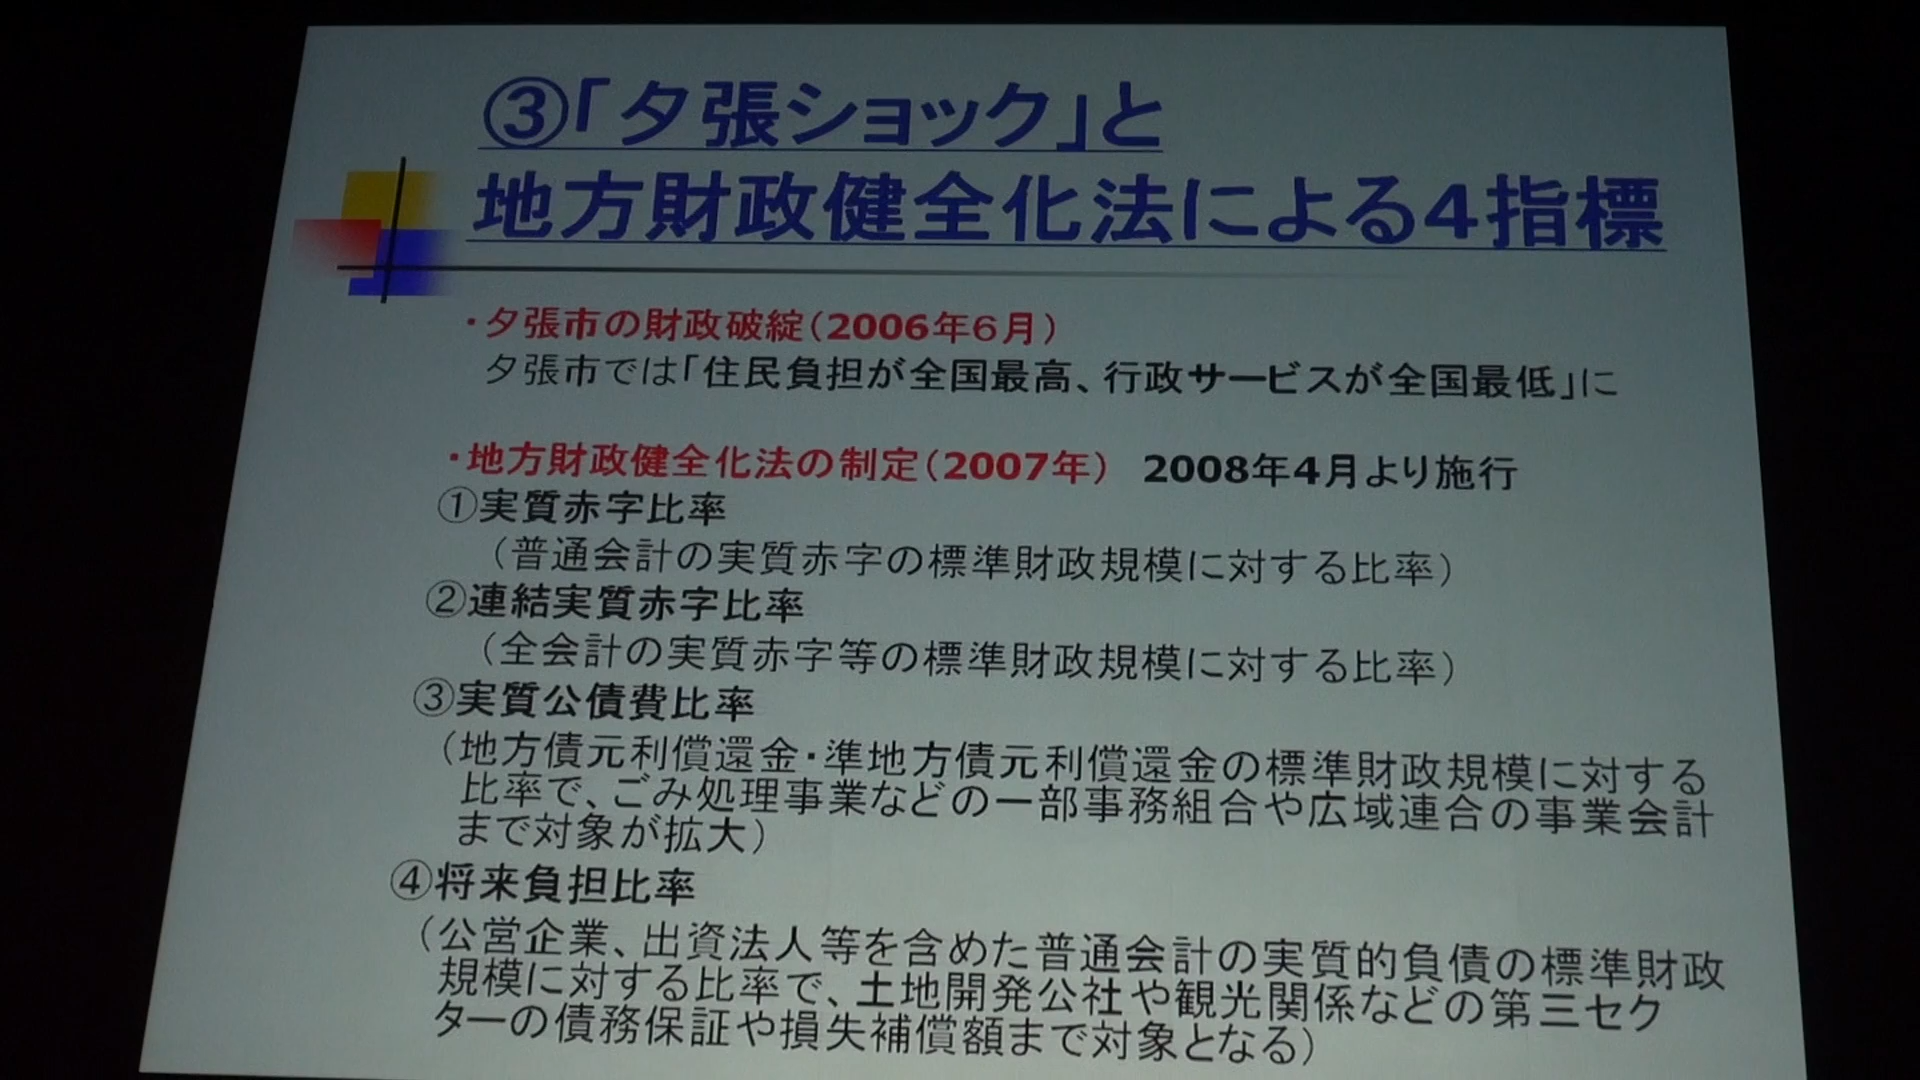 ③「夕張ショック」と
地方財政健全化法による4指標
・夕張市の財政破綻(2006年6月)
夕張市では「住民負担が全国最高、行政サービスが全国最低」に
・地方財政健全化法の制定(2007年) 2008年4月より施行
①実質赤字比率
(普通会計の実質赤字の標準財政規模に対する比率)
②連結実質赤字比率
(全会計の実質赤字等の標準財政規模に対する比率)
③実質公債費比率
(地方債元利償還金・準地方債元利償還金の標準財政規模に対する
比率で、ごみ処理事業などの一部事務組合や広域連合の事業会計
まで対象が拡大)
④将来負担比率
(公営企業、出資法人等を含めた普通会計の実質的負債の標準財政
規模に対する比率で、土地開発公社や観光関係などの第三セク
ターの債務保証や損失補償額まで対象となる)